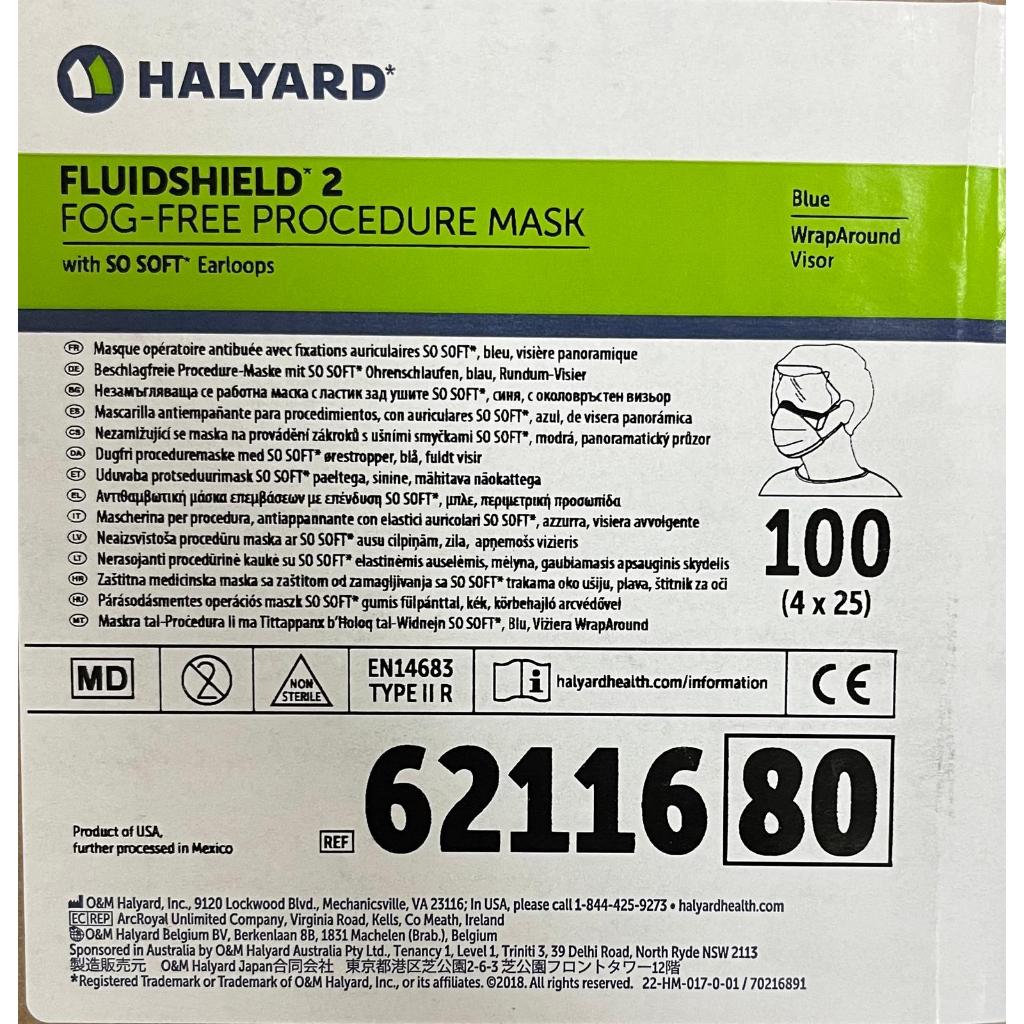 HALYARD*
FLUIDSHIELD* 2
FOG-FREE PROCEDURE MASK
with SO SOFT* Earloops
Blue
WrapAround
Visor
FR Masque opératoire antibuée avec fixations auriculaires SO SOFT*, bleu, visière panoramique
DE Beschlagfreie Procedure-Maske mit SO SOFT* Ohrenschlaufen, blau, Rundum-Visier
BG Незамъгляваща се работна маска с ластик зад ушите SO SOFT*, синя, с околовръстен визьор
ES Mascarilla antiempañante para procedimientos, con auriculares SO SOFT*, azul, de visera panorámica
CS Nezamlžující se maska na provádění zákroků s ušními smyčkami SO SOFT*, modrá, panoramatický průzor
DA Dugfri proceduremaske med SO SOFT* ørestropper, blå, fuldt visir
ET Uduvaba protseduurimask SO SOFT* paeltega, sinine, mähitava näokattega
EL Αντιθαμβωτική μάσκα επεμβάσεων με επένδυση SO SOFT*, μπλε, περιμετρική προσωπίδα
IT Mascherina per procedura, antiappannante con elastici auricolari SO SOFT*, azzurra, visiera avvolgente
LV Neaizsvīstoša procedūru maska ar SO SOFT* ausu cilpiņām, zila, apņemošs vizieris
LT Nerasojanti procedūrinė kaukė su SO SOFT* elastinėmis auselėmis, mėlyna, gaubiamasis apsauginis skydelis
HR Zaštitna medicinska maska sa zaštitom od zamagljivanja sa SO SOFT* trakama oko ušiju, plava, štitnik za oči
HU Párásodásmentes operációs maszk SO SOFT* gumis fülpánttal, kék, körbehajló arcvédővel
MT Maskra tal-Proċedura li ma Tittappanx b'Ħoloq tal-Widnejn SO SOFT*, Blu, Viżiera WrapAround
100
(4 x 25)
MD
2
NON
STERILE
EN14683
TYPE II R
i halyardhealth.com/information
CE
Product of USA,
further processed in Mexico
REF 62116 80
O&M Halyard, Inc., 9120 Lockwood Blvd., Mechanicsville, VA 23116; In USA, please call 1-844-425-9273 • halyardhealth.com
EC REP ArcRoyal Unlimited Company, Virginia Road, Kells, Co Meath, Ireland
O&M Halyard Belgium BV, Berkenlaan 8B, 1831 Machelen (Brab.), Belgium
Sponsored in Australia by O&M Halyard Australia Pty Ltd., Tenancy 1, Level 1, Triniti 3, 39 Delhi Road, North Ryde NSW 2113
製造販売元 O&M Halyard Japan合同会社 東京都港区芝公園2-6-3 芝公園フロントタワー12階
*Registered Trademark or Trademark of O&M Halyard, Inc., or its affiliates. ©2018. All rights reserved. 22-HM-017-0-01 / 70216891